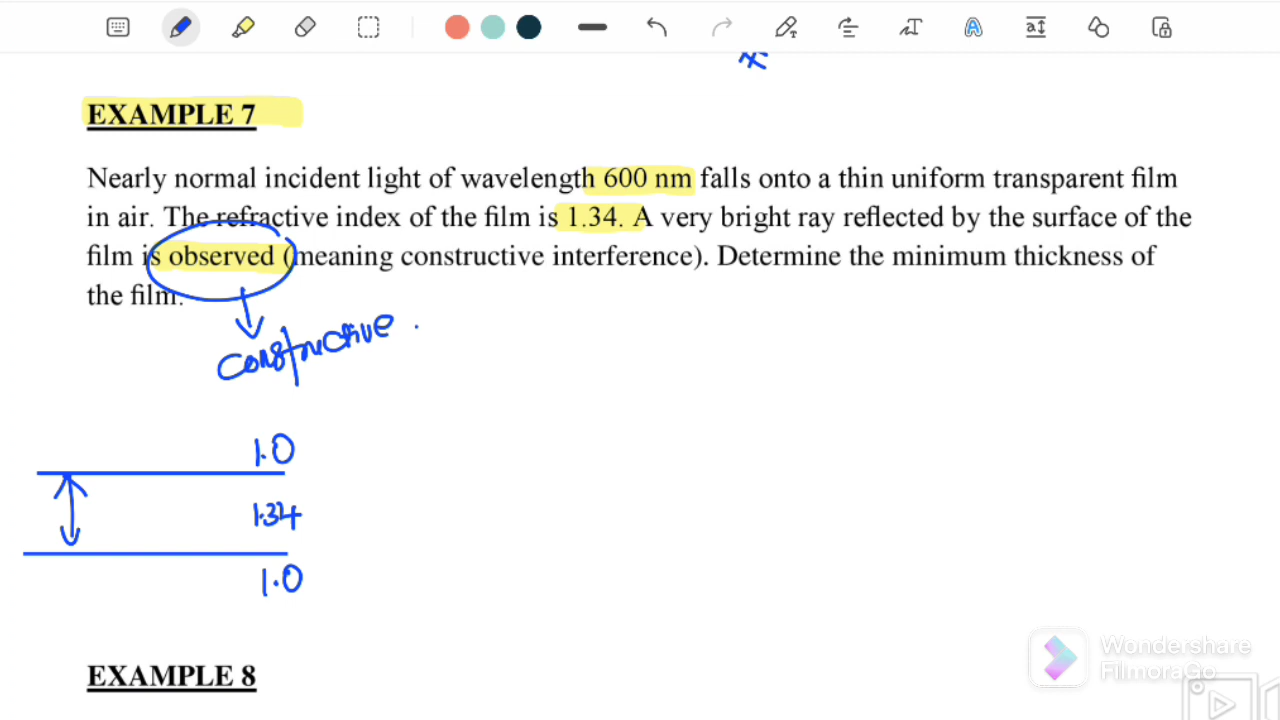 EXAMPLE 7
Nearly normal incident light of wavelength 600 nm falls onto a thin uniform transparent film
in air. The refractive index of the film is 1.34. A very bright ray reflected by the surface of the
film is observed (meaning constructive interference). Determine the minimum thickness of
the film.
constructive.
1.0
1.34
1.0
Wondershare
FilmoraGo
EXAMPLE 8